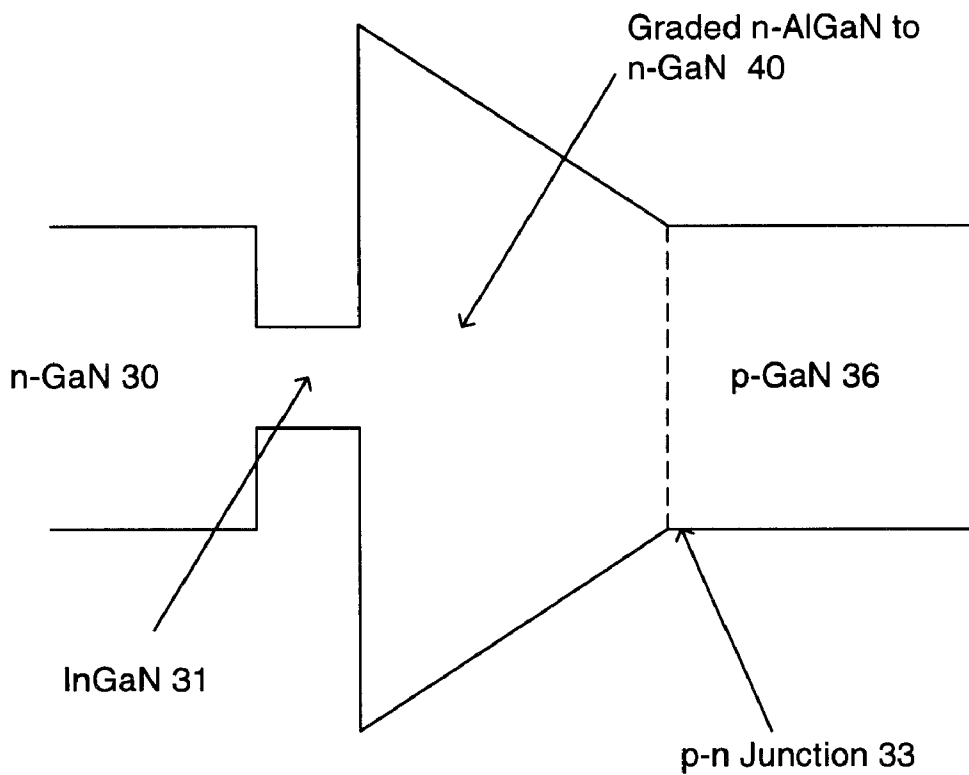 Graded n-AlGaN to
n-GaN 40
n-GaN 30
p-GaN 36
InGaN 31
p-n Junction 33